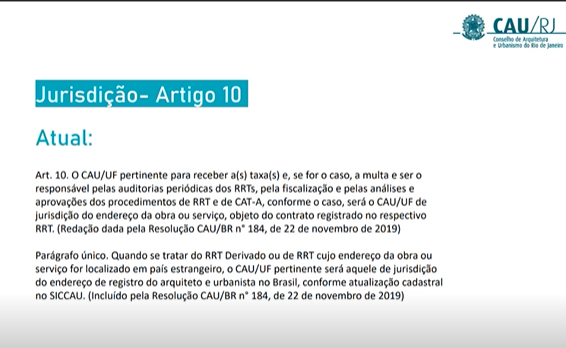 CAU/RJ
Conselho de Arquitetura
e Urbanismo do Rio de Janeiro
Jurisdição- Artigo 10
Atual:
Art. 10. O CAU/UF pertinente para receber a(s) taxa(s) e, se for o caso, a multa e ser o
responsável pelas auditorias periódicas dos RRTs, pela fiscalização e pelas análises e
aprovações dos procedimentos de RRT e de CAT-A, conforme o caso, será o CAU/UF de
jurisdição do endereço da obra ou serviço, objeto do contrato registrado no respectivo
RRT. (Redação dada pela Resolução CAU/BR n° 184, de 22 de novembro de 2019)
Parágrafo único. Quando se tratar do RRT Derivado ou de RRT cujo endereço da obra ou
serviço for localizado em país estrangeiro, o CAU/UF pertinente será aquele de jurisdição
do endereço de registro do arquiteto e urbanista no Brasil, conforme atualização cadastral
no SICCAU. (Incluído pela Resolução CAU/BR n° 184, de 22 de novembro de 2019)